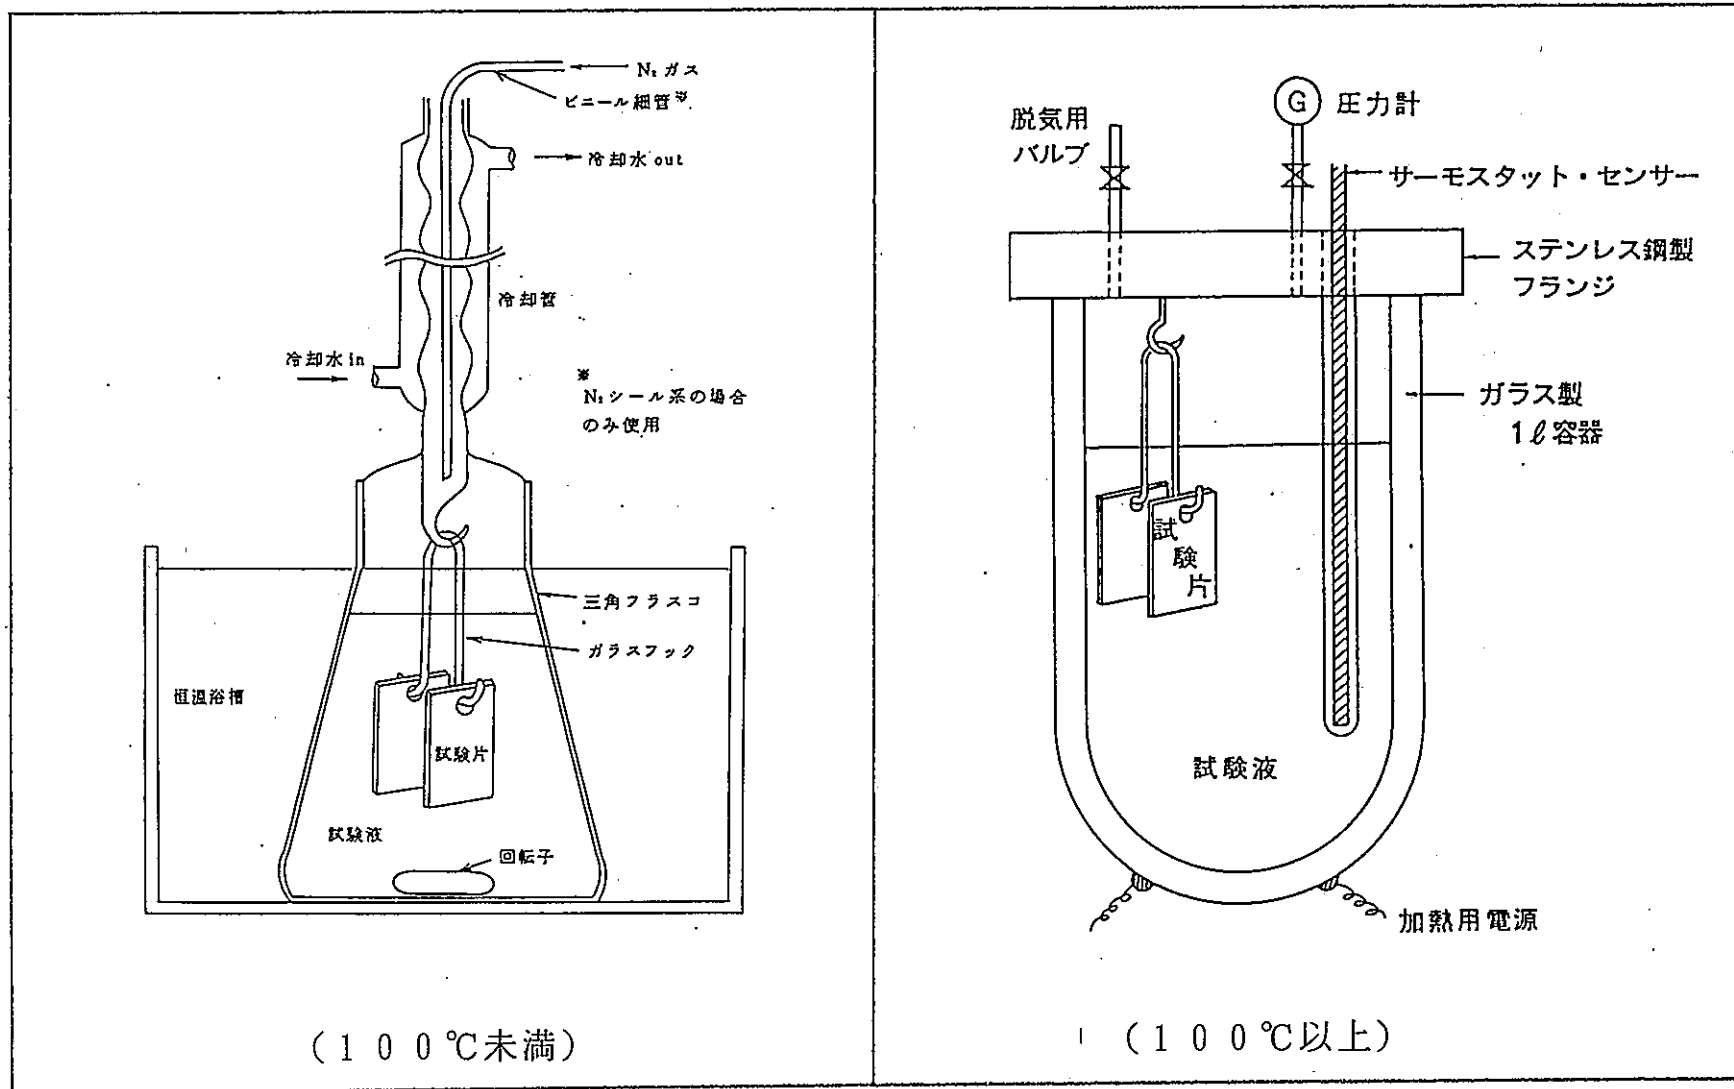 N₂ガス
ビニール細管※
冷却水out
冷却管
冷却水in
※
N₂シール系の場合
のみ使用
三角フラスコ
ガラスフック
恒温浴槽
試験片
試験液
回転子
(100℃未満)
脱気用
バルブ
G 圧力計
サーモスタット・センサー
ステンレス鋼製
フランジ
ガラス製
1ℓ容器
試
験
片
試験液
加熱用電源
(100℃以上)